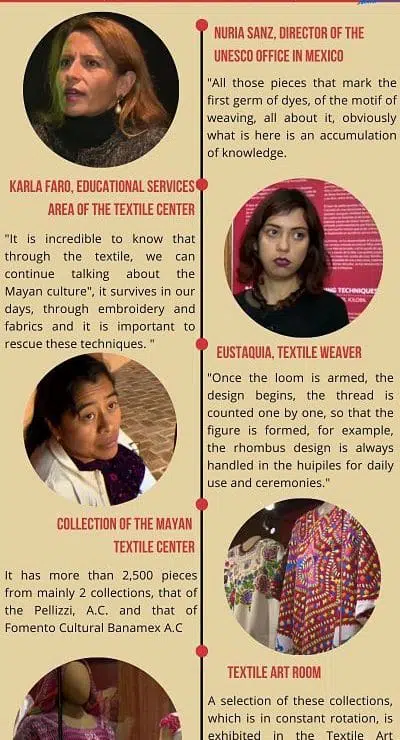 NURIA SANZ, DIRECTOR OF THE
UNESCO OFFICE IN MEXICO
"All those pieces that mark the
first germ of dyes, of the motif of
weaving, all about it, obviously
what is here is an accumulation
of knowledge.
KARLA FARO, EDUCATIONAL SERVICES
AREA OF THE TEXTILE CENTER
"It is incredible to know that
through the textile, we can
continue talking about the
Mayan culture", it survives in our
days, through embroidery and
fabrics and it is important to
rescue these techniques. "
NG TECHNIQUES
EUSTAQUIA, TEXTILE WEAVER
"Once the loom is armed, the
design begins, the thread is
counted one by one, so that the
figure is formed, for example,
the rhombus design is always
handled in the huipiles for daily
use and ceremonies."
COLLECTION OF THE MAYAN
TEXTILE CENTER
It has more than 2,500 pieces
from mainly 2 collections, that of
the Pellizzi, A.C. and that of
Fomento Cultural Banamex A.C
TEXTILE ART ROOM
A selection of these collections,
which is in constant rotation, is
exhibited in the Textile Art